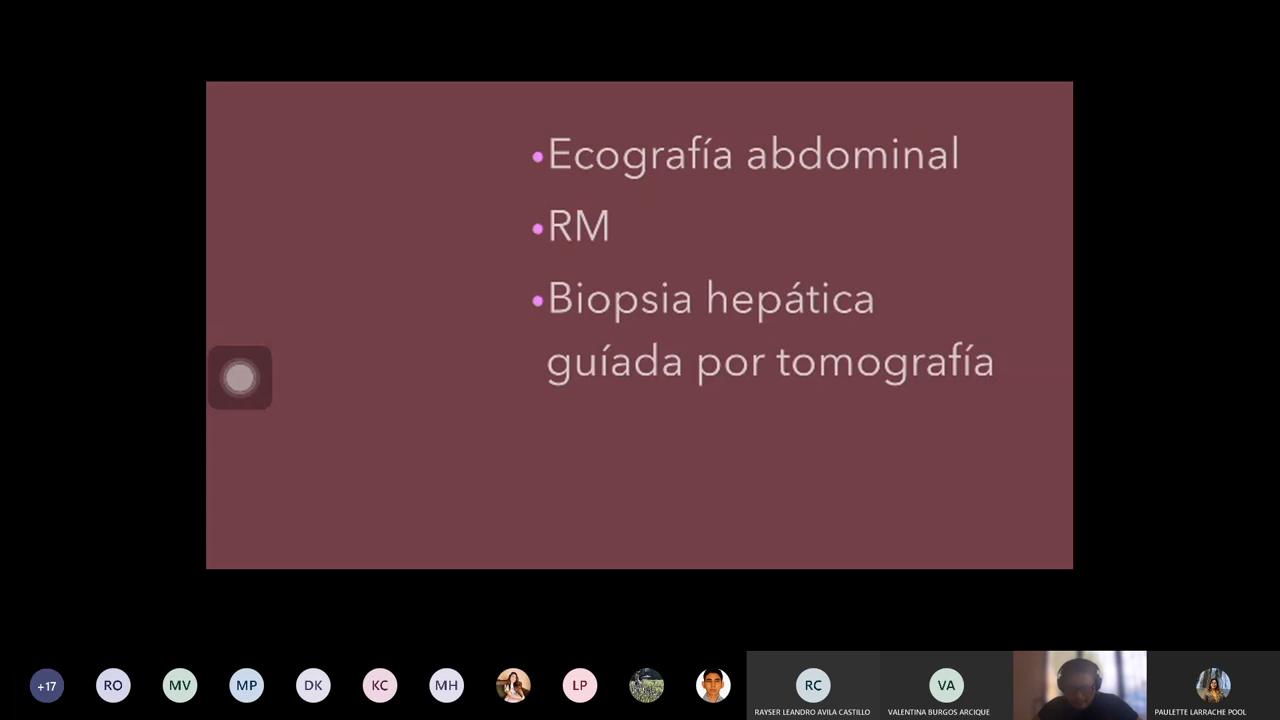 •Ecografía abdominal
•RM
•Biopsia hepática
guíada por tomografía
+17
RO
MV
MP
DK
KC
MH
LP
RC
VA
RAYSER LEANDRO AVILA CASTILLO
VALENTINA BURGOS ARCIQUE
PAULETTE LARRACHE POOL